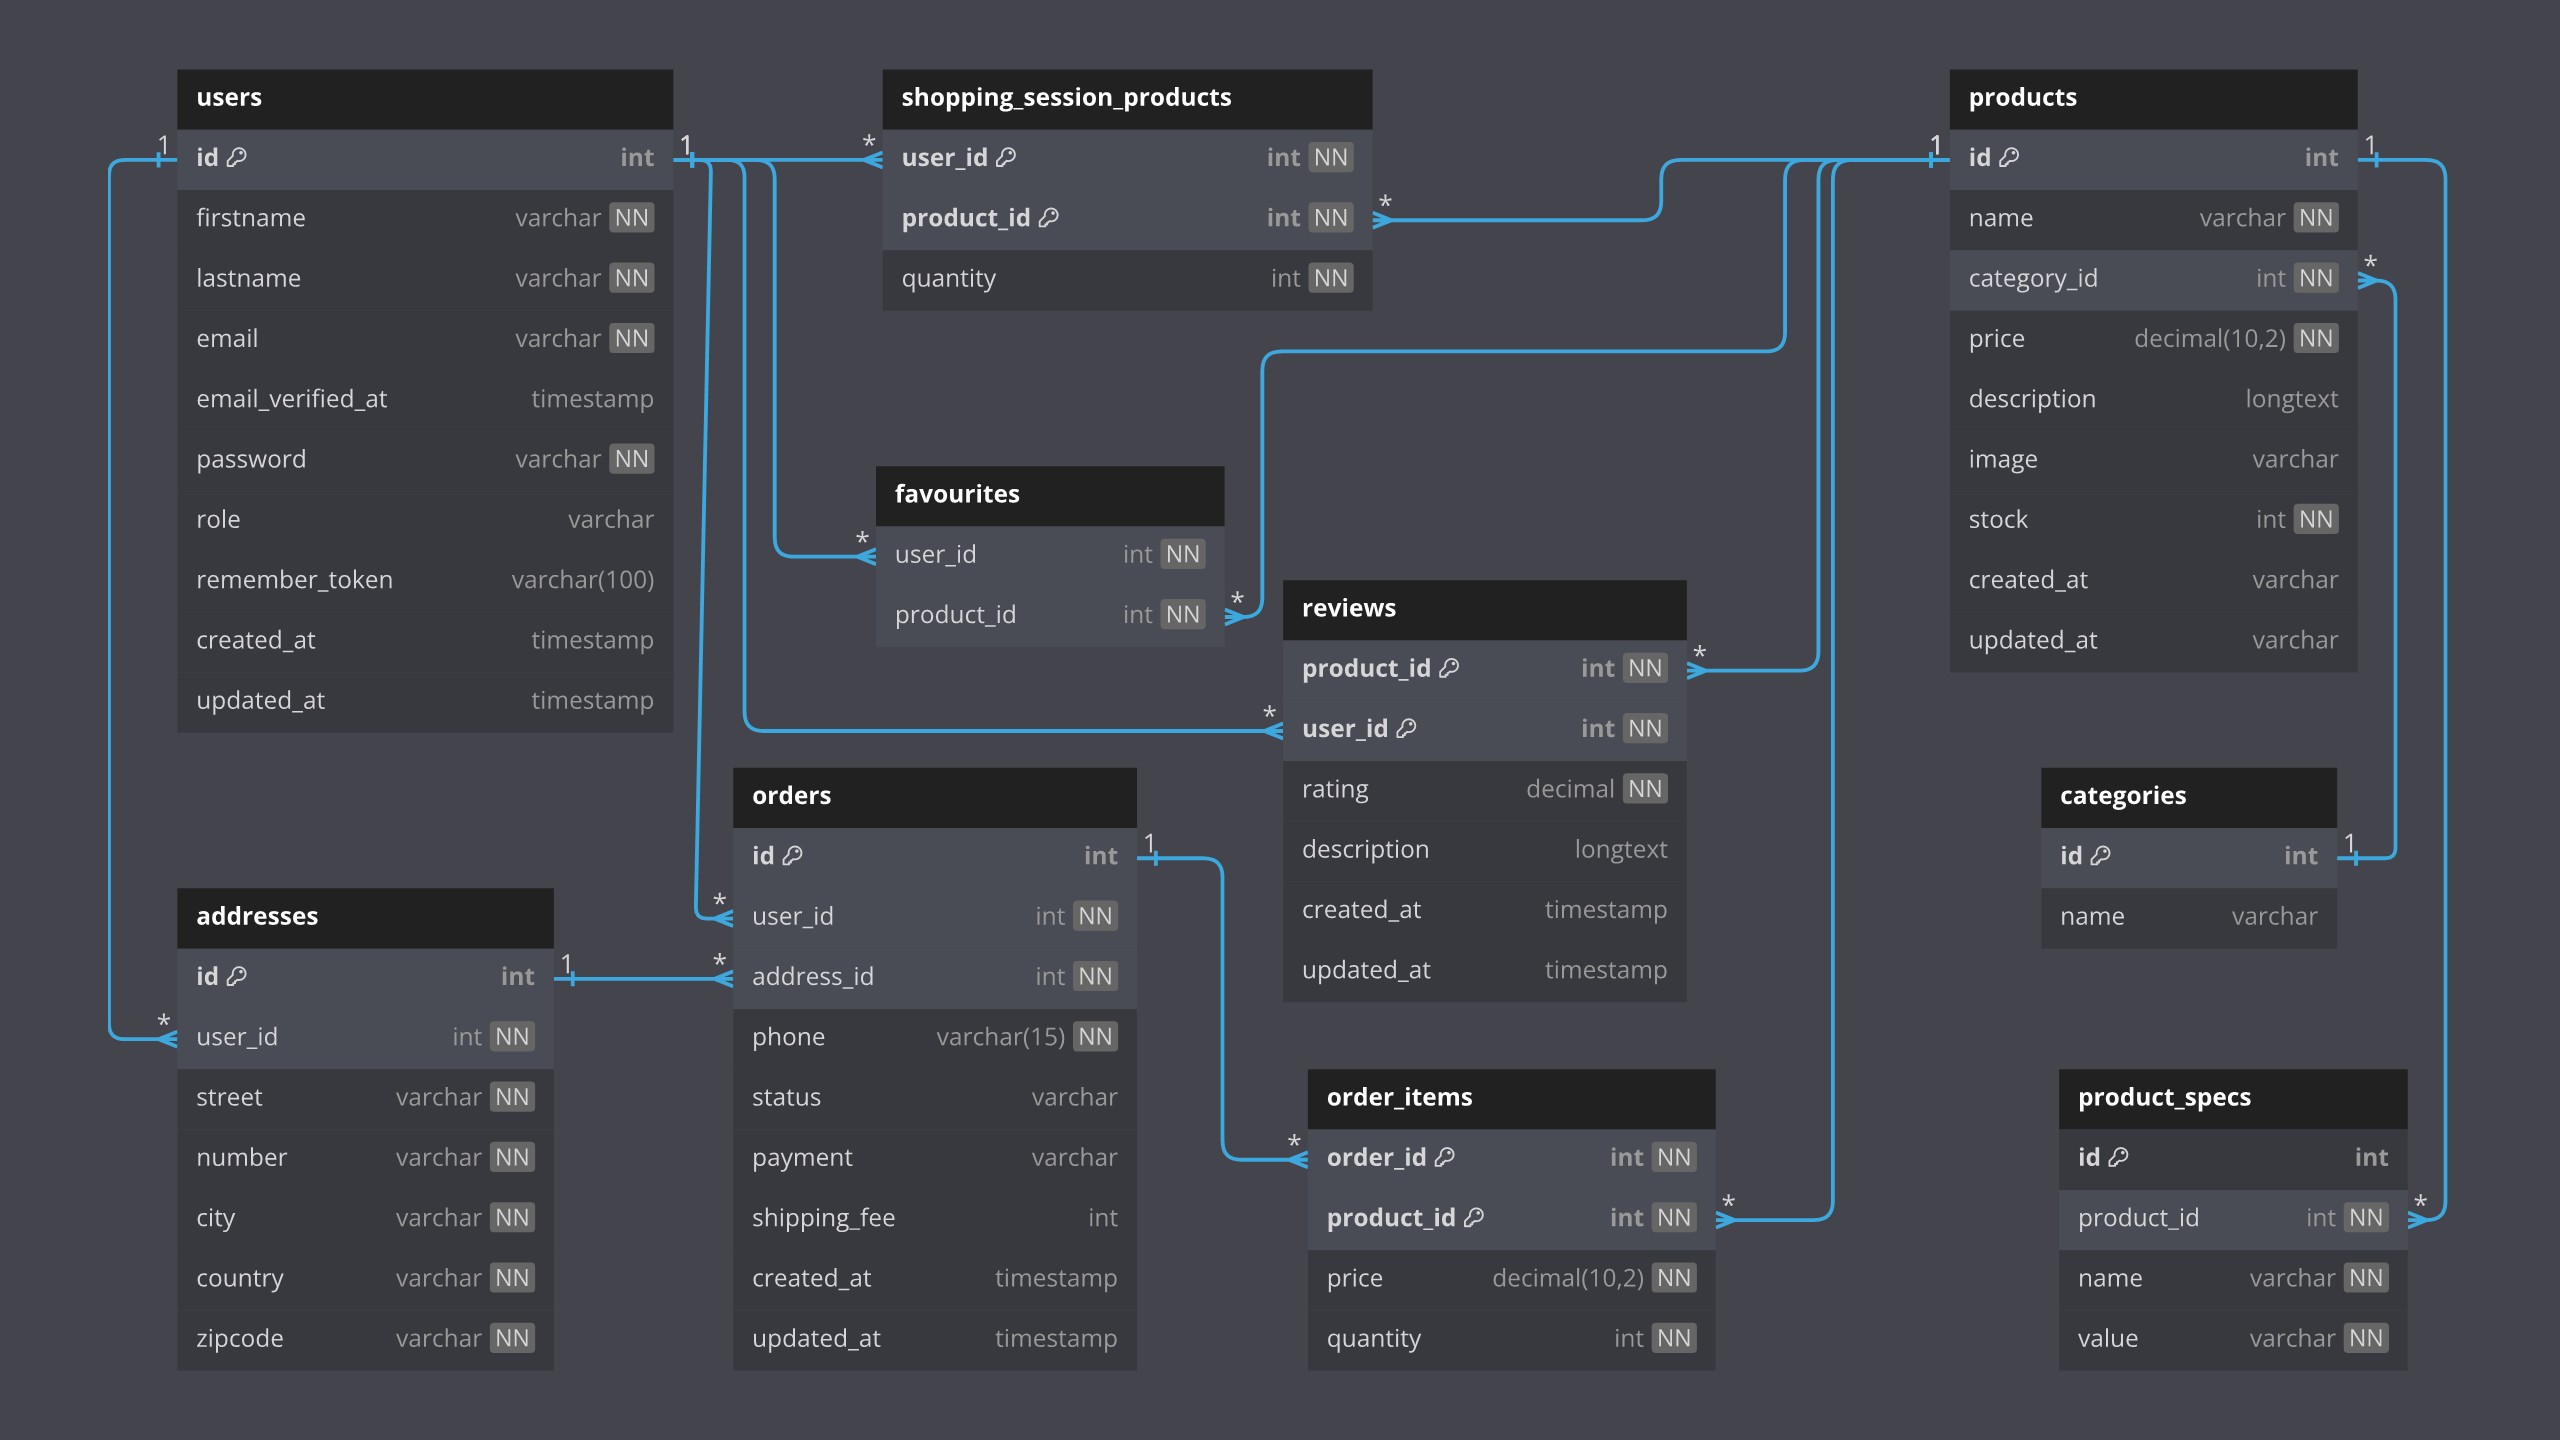 users
id int
firstname varchar NN
lastname varchar NN
email varchar NN
email_verified_at timestamp
password varchar NN
role varchar
remember_token varchar(100)
created_at timestamp
updated_at timestamp
1
1
shopping_session_products
* user_id int NN
product_id int NN *
quantity int NN
products
1 id int 1
name varchar NN
category_id int NN *
price decimal(10,2) NN
description longtext
image varchar
stock int NN
created_at varchar
updated_at varchar
favourites
* user_id int NN
product_id int NN *
reviews
product_id int NN *
* user_id int NN
rating decimal NN
description longtext
created_at timestamp
updated_at timestamp
orders
id int 1
* user_id int NN
* address_id int NN
phone varchar(15) NN
status varchar
payment varchar
shipping_fee int
created_at timestamp
updated_at timestamp
categories
id int 1
name varchar
addresses
id int 1
* user_id int NN
street varchar NN
number varchar NN
city varchar NN
country varchar NN
zipcode varchar NN
order_items
* order_id int NN
product_id int NN *
price decimal(10,2) NN
quantity int NN
product_specs
id int
product_id int NN *
name varchar NN
value varchar NN